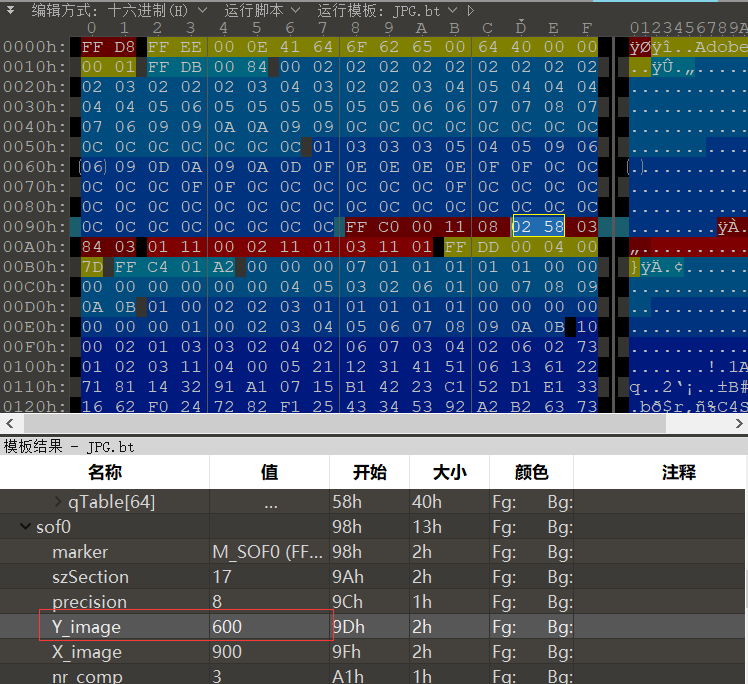 编辑方式: 十六进制(H) 运行脚本 运行模板: JPG.bt
0 1 2 3 4 5 6 7 8 9 A B C D E F 0123456789A
0000h: FF D8 FF EE 00 0E 41 64 6F 62 65 00 64 40 00 00 ÿØÿî..Adobe
0010h: 00 01 FF DB 00 84 00 02 02 02 02 02 02 02 02 02 ..ÿÛ.„.....
0020h: 02 03 02 02 02 03 04 03 02 02 03 04 05 04 04 04 ...........
0030h: 04 04 05 06 05 05 05 05 05 05 06 06 07 07 08 07 ...........
0040h: 07 06 09 09 0A 0A 09 09 0C 0C 0C 0C 0C 0C 0C 0C ...........
0050h: 0C 0C 0C 0C 0C 0C 0C 01 03 03 03 05 04 05 09 06 ...........
0060h: (06) 09 0D 0A 09 0A 0D 0F 0E 0E 0E 0E 0F 0F 0C 0C (.).........
0070h: 0C 0C 0C 0F 0F 0C 0C 0C 0C 0C 0C 0F 0C 0C 0C 0C ...........
0080h: 0C 0C 0C 0C 0C 0C 0C 0C 0C 0C 0C 0C 0C 0C 0C 0C ...........
0090h: 0C 0C 0C 0C 0C 0C 0C 0C FF C0 00 11 08 02 58 03 ........ÿÀ.
00A0h: 84 03 01 11 00 02 11 01 03 11 01 FF DD 00 04 00 „..........
00B0h: 7D FF C4 01 A2 00 00 00 07 01 01 01 01 01 00 00 }ÿÄ.¢......
00C0h: 00 00 00 00 00 00 04 05 03 02 06 01 00 07 08 09 ...........
00D0h: 0A 0B 01 00 02 02 03 01 01 01 01 01 00 00 00 00 ...........
00E0h: 00 00 00 01 00 02 03 04 05 06 07 08 09 0A 0B 10 ...........
00F0h: 00 02 01 03 03 02 04 02 06 07 03 04 02 06 02 73 ...........
0100h: 01 02 03 11 04 00 05 21 12 31 41 51 06 13 61 22 .......!.1A
0110h: 71 81 14 32 91 A1 07 15 B1 42 23 C1 52 D1 E1 33 q..2‘¡..±B#
0120h: 16 62 F0 24 72 82 F1 25 43 34 53 92 A2 B2 63 73 .bð$r‚ñ%C4S
模板结果 - JPG.bt
名称 值 开始 大小 颜色 注释
qTable[64] ... 58h 40h Fg: Bg:
sof0 98h 13h Fg: Bg:
marker M_SOF0 (FF... 98h 2h Fg: Bg:
szSection 17 9Ah 2h Fg: Bg:
precision 8 9Ch 1h Fg: Bg:
Y_image 600 9Dh 2h Fg: Bg:
X_image 900 9Fh 2h Fg: Bg:
nr_comp 3 A1h 1h Fg: Bg: